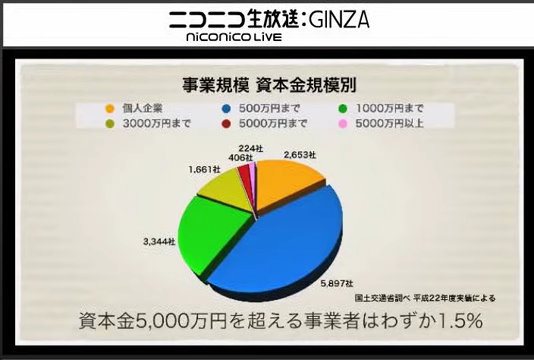 ニコニコ生放送:GINZA
niconico LIVE
事業規模 資本金規模別
個人企業 500万円まで 1000万円まで
3000万円まで 5000万円まで 5000万円以上
224社
406社
2,653社
1,661社
3,344社
5,897社
国土交通省調べ 平成22年度実績による
資本金5,000万円を超える事業者はわずか1.5%